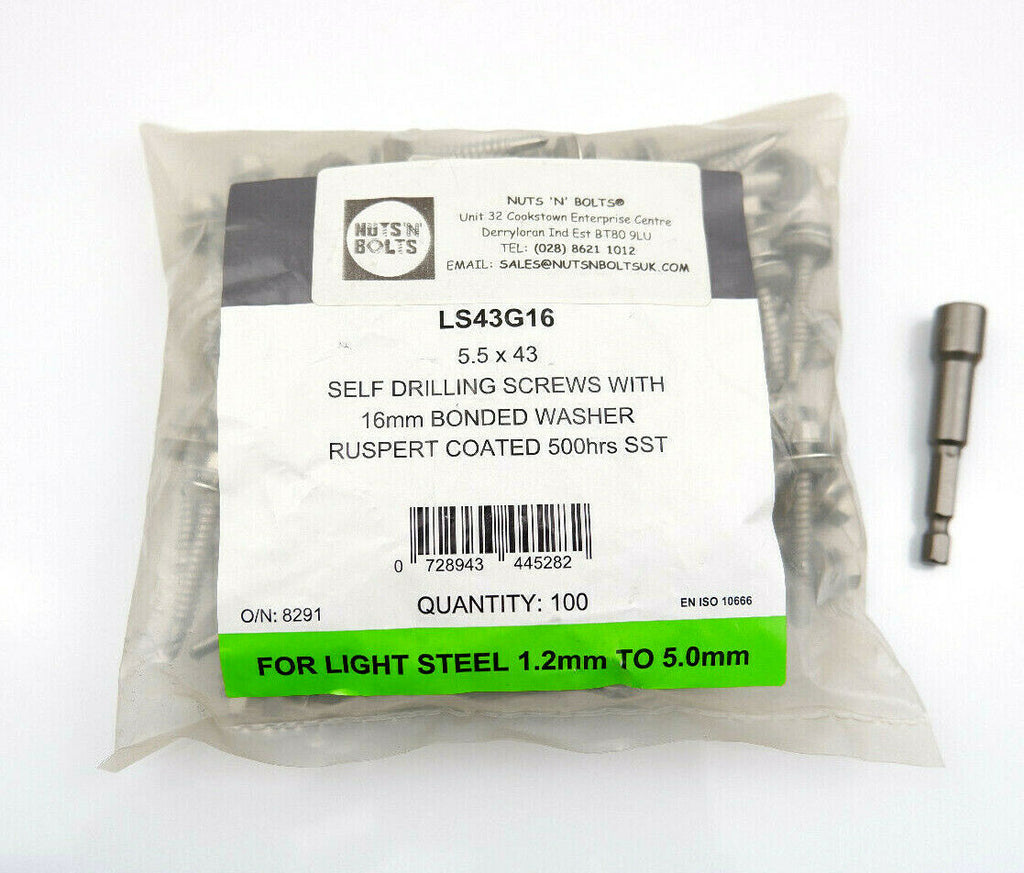 NUTS 'N' BOLTS
NUTS 'N' BOLTS®
Unit 32 Cookstown Enterprise Centre
Derryloran Ind Est BT80 9LU
TEL: (028) 8621 1012
EMAIL: SALES@NUTSNBOLTSUK.COM
LS43G16
5.5 x 43
SELF DRILLING SCREWS WITH
16mm BONDED WASHER
RUSPERT COATED 500hrs SST
0 728943 445282
O/N: 8291 QUANTITY: 100 EN ISO 10666
FOR LIGHT STEEL 1.2mm TO 5.0mm